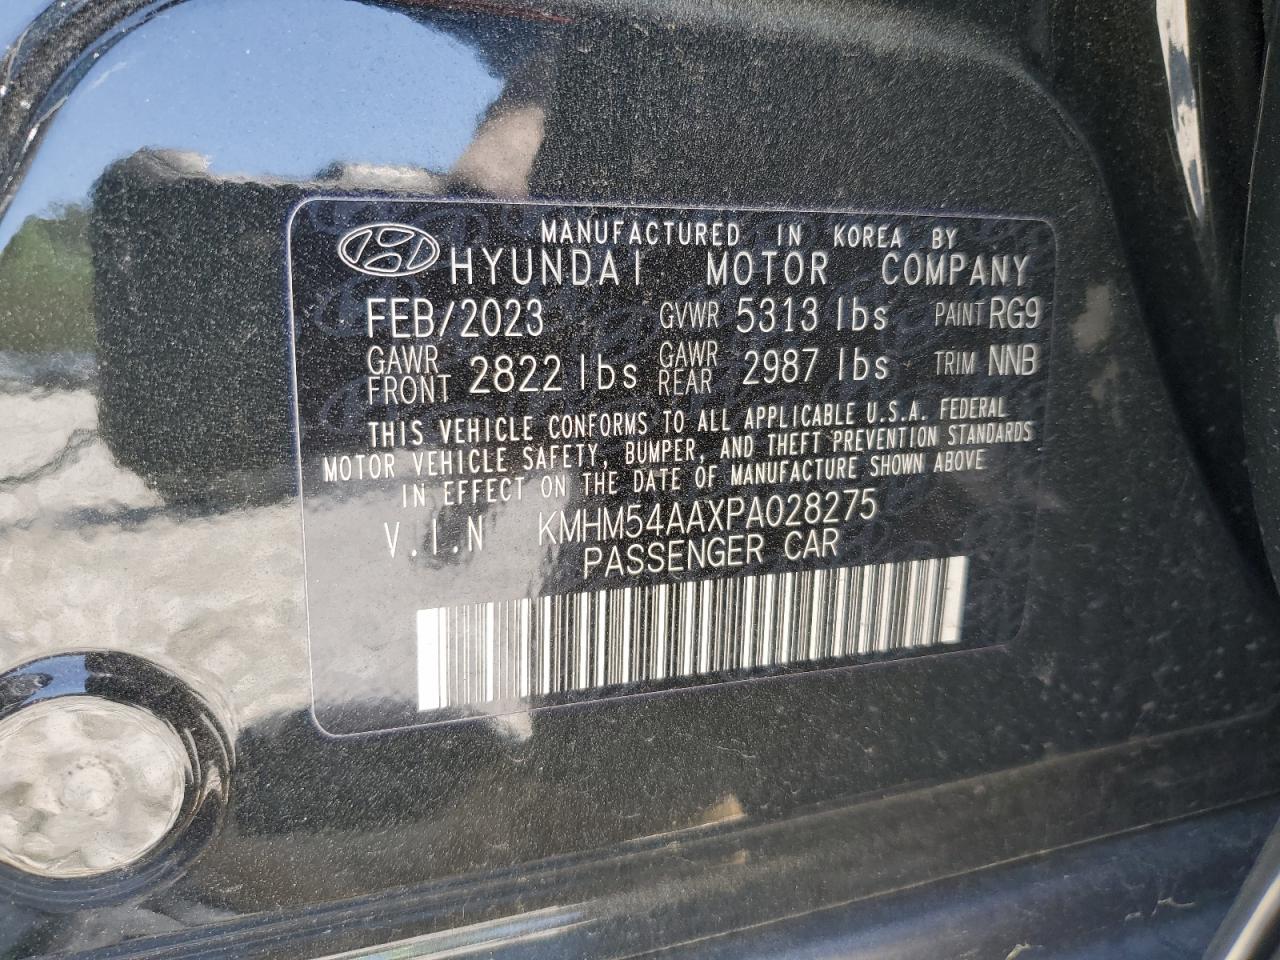 MANUFACTURED IN KOREA BY
HYUNDAI MOTOR COMPANY
FEB/2023 GVWR 5313 lbs PAINT RG9
GAWR FRONT 2822 lbs GAWR REAR 2987 lbs TRIM NNB
THIS VEHICLE CONFORMS TO ALL APPLICABLE U.S.A. FEDERAL
MOTOR VEHICLE SAFETY, BUMPER, AND THEFT PREVENTION STANDARDS
IN EFFECT ON THE DATE OF MANUFACTURE SHOWN ABOVE
V.I.N KMHM54AAXPA028275
PASSENGER CAR